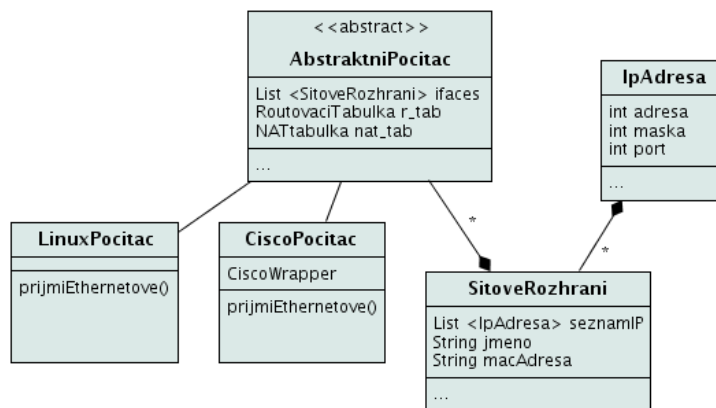 <<abstract>>
AbstraktniPocitac
List <SitoveRozhrani> ifaces
RoutovaciTabulka r_tab
NATtabulka nat_tab
...
IpAdresa
int adresa
int maska
int port
...
LinuxPocitac
prijmiEthernetove()
CiscoPocitac
CiscoWrapper
prijmiEthernetove()
*
*
SitoveRozhrani
List <IpAdresa> seznamIP
String jmeno
String macAdresa
...